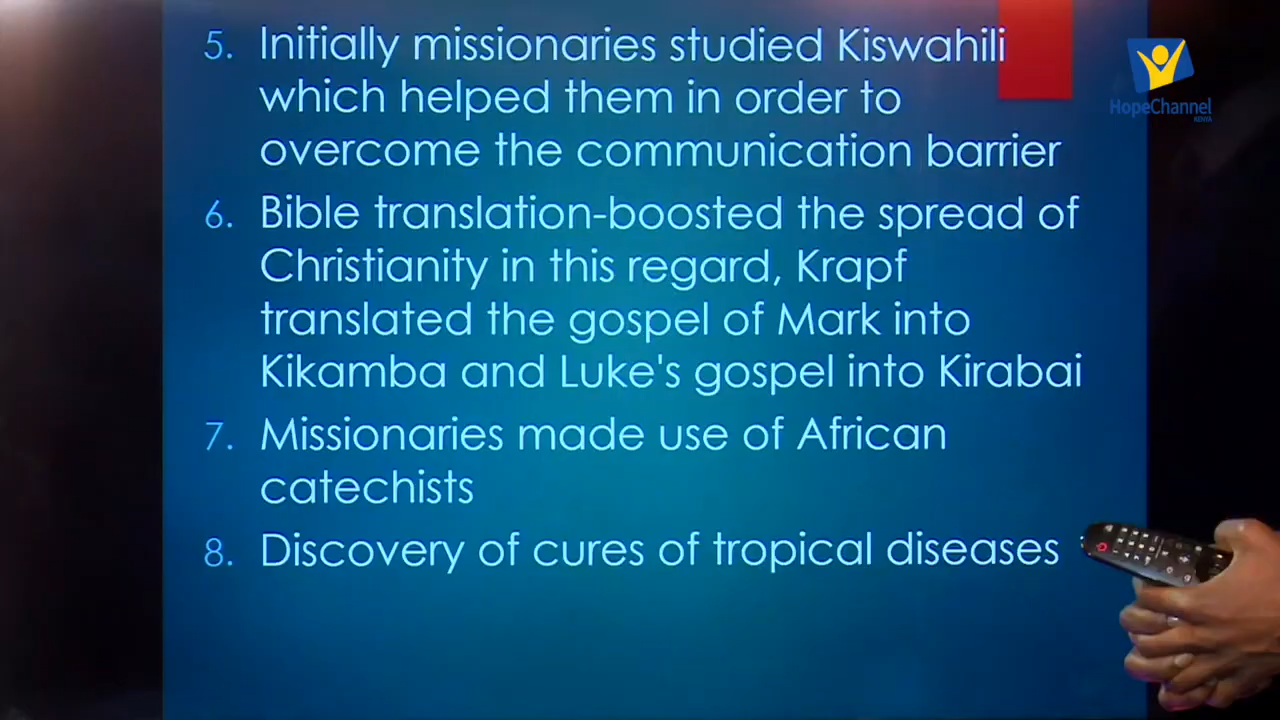 5. Initially missionaries studied Kiswahili
which helped them in order to
overcome the communication barrier
6. Bible translation-boosted the spread of
Christianity in this regard, Krapf
translated the gospel of Mark into
Kikamba and Luke's gospel into Kirabai
7. Missionaries made use of African
catechists
8. Discovery of cures of tropical diseases
HopeChannel
KENYA